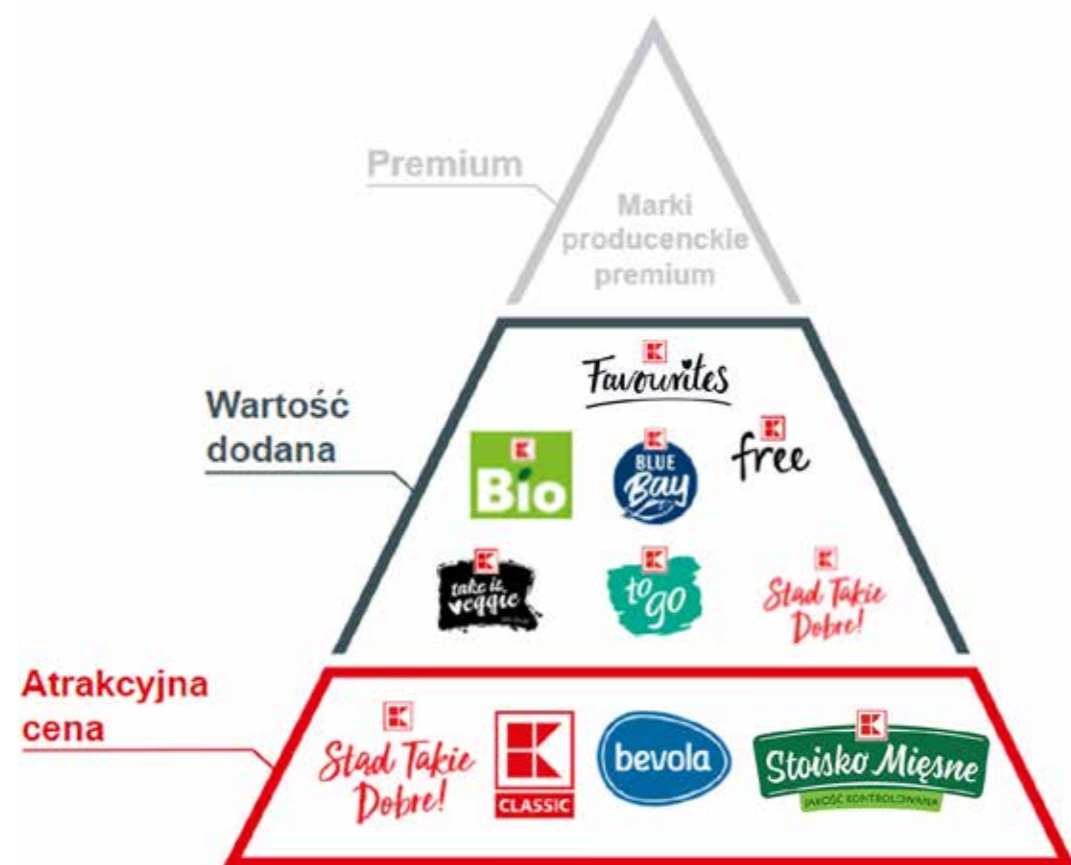 Premium
Marki
producenckie
premium
Wartość
dodana
Favourites
Bio
BLUE
Bay
free
take it
veggie
to
go
Stąd Takie
Dobre!
Atrakcyjna
cena
Stąd Takie
Dobre!
CLASSIC
bevola
Stoisko Mięsne
JAKOŚĆ KONTROLOWANA